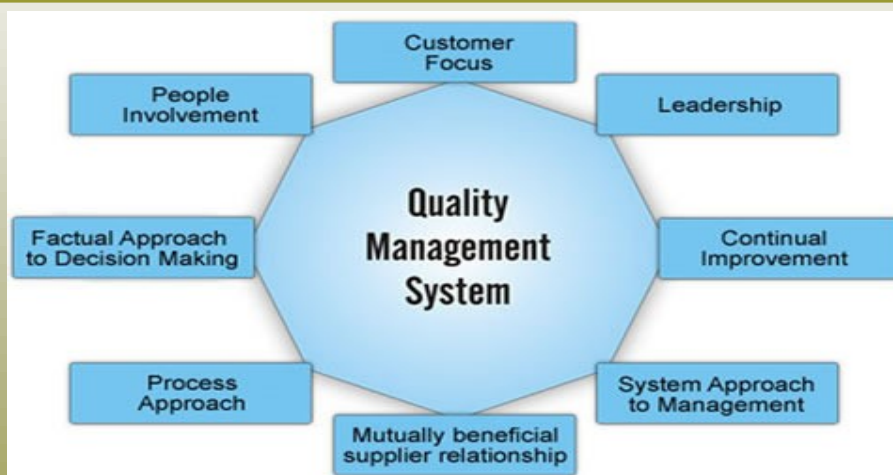 Customer
Focus
People
Involvement
Leadership
Quality
Management
System
Factual Approach
to Decision Making
Continual
Improvement
Process
Approach
System Approach
to Management
Mutually beneficial
supplier relationship